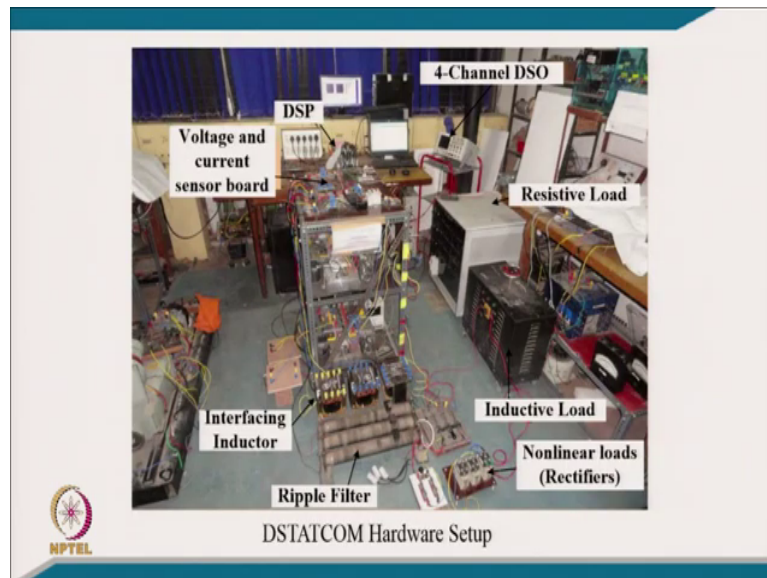 4-Channel DSO
DSP
Voltage and
current
sensor board
Resistive Load
Interfacing
Inductor
Inductive Load
Nonlinear loads
(Rectifiers)
Ripple Filter
DSTATCOM Hardware Setup
NPTEL